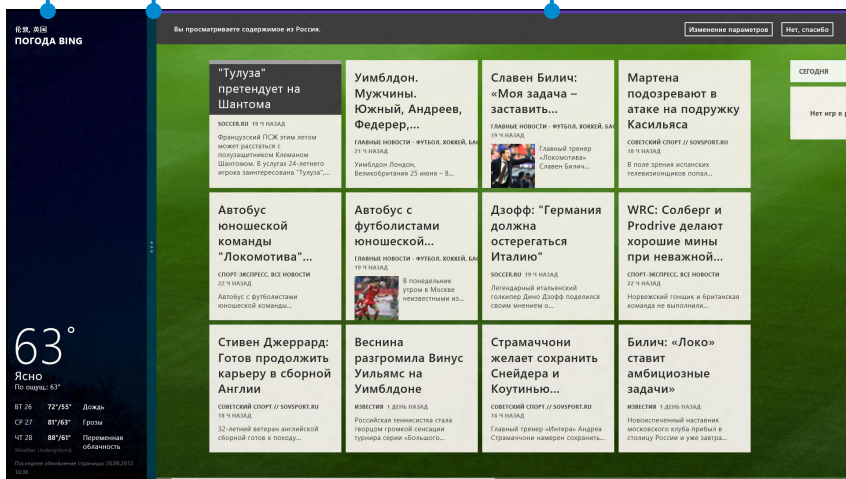 伦敦, 英国
ПОГОДА BING
63°
Ясно
По ощущ.: 63°
ВТ 26 72°/55° Дождь
СР 27 81°/63° Грозы
ЧТ 28 88°/61° Переменная
облачность
Weather Underground
Последнее обновление страницы: 26.06.2012
10:36
Вы просматриваете содержимое из Россия.
Изменение параметров
Нет, спасибо
"Тулуза"
претендует на
Шантома
SOCCER.RU 19 Ч НАЗАД
Французский ПСЖ этим летом
может расстаться с
полузащитником Клеманом
Шантомом. В услугах 24-летнего
игрока заинтересована "Тулуза",...
Уимблдон.
Мужчины.
Южный, Андреев,
Федерер,...
ГЛАВНЫЕ НОВОСТИ - ФУТБОЛ, ХОККЕЙ, БАС
21 Ч НАЗАД
Уимблдон Лондон,
Великобритания 25 июня – 8...
Славен Билич:
«Моя задача –
заставить...
ГЛАВНЫЕ НОВОСТИ - ФУТБОЛ, ХОККЕЙ, БАС
19 Ч НАЗАД
Главный тренер
«Локомотива»
Славен Билич...
Мартена
подозревают в
атаке на подружку
Касильяса
СОВЕТСКИЙ СПОРТ // SOVSPORT.RU
18 Ч НАЗАД
В поле зрения испанских
телевизионщиков попал...
Автобус
юношеской
команды
"Локомотива"...
СПОРТ-ЭКСПРЕСС. ВСЕ НОВОСТИ
22 Ч НАЗАД
Автобус с футболистами
юношеской команды...
Автобус с
футболистами
юношеской...
ГЛАВНЫЕ НОВОСТИ - ФУТБОЛ, ХОККЕЙ, БАС
19 Ч НАЗАД
В понедельник
утром в Москве
неизвестными из...
Дзофф: "Германия
должна
остерегаться
Италию"
SOCCER.RU 19 Ч НАЗАД
Легендарный итальянский
голкипер Дино Дзофф поделился
своим мнением о...
WRC: Солберг и
Prodrive делают
хорошие мины
при неважной...
СПОРТ-ЭКСПРЕСС. ВСЕ НОВОСТИ
22 Ч НАЗАД
Норвежский гонщик и британская
команда не выполнили...
Стивен Джеррард:
Готов продолжить
карьеру в сборной
Англии
СОВЕТСКИЙ СПОРТ // SOVSPORT.RU
18 Ч НАЗАД
32-летний ветеран английской
сборной готов к походу...
Веснина
разгромила Винус
Уильямс на
Уимблдоне
ИЗВЕСТИЯ 1 ДЕНЬ НАЗАД
Российская теннисистка стала
творцом громкой сенсации
турнира серии «Большого...
Страмаччони
желает сохранить
Снейдера и
Коутинью...
СОВЕТСКИЙ СПОРТ // SOVSPORT.RU
16 Ч НАЗАД
Главный тренер «Интера» Андреа
Страмаччони намерен сохранить...
Билич: «Локо»
ставит
амбициозные
задачи»
ИЗВЕСТИЯ 1 ДЕНЬ НАЗАД
Новоиспеченный наставник
московского клуба прибыл в
столицу России и уже завтра...
СЕГОДНЯ
Нет игр в р